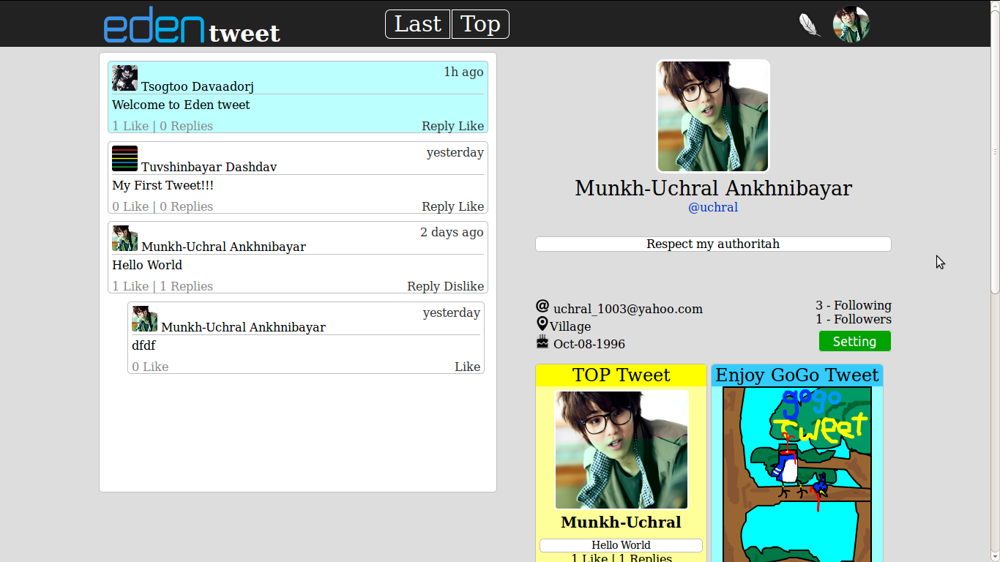 eden tweet
Last Top
1h ago
Tsogtoo Davaadorj
Welcome to Eden tweet
1 Like | 0 Replies Reply Like
yesterday
Tuvshinbayar Dashdav
My First Tweet!!!
0 Like | 0 Replies Reply Like
2 days ago
Munkh-Uchral Ankhnibayar
Hello World
1 Like | 1 Replies Reply Dislike
yesterday
Munkh-Uchral Ankhnibayar
dfdf
0 Like Like
Munkh-Uchral Ankhnibayar
@uchral
Respect my authoritah
@ uchral_1003@yahoo.com
Village
Oct-08-1996
3 - Following
1 - Followers
Setting
TOP Tweet
Munkh-Uchral
Hello World
1 Like | 1 Replies
Enjoy GoGo Tweet
gogo
Tweet